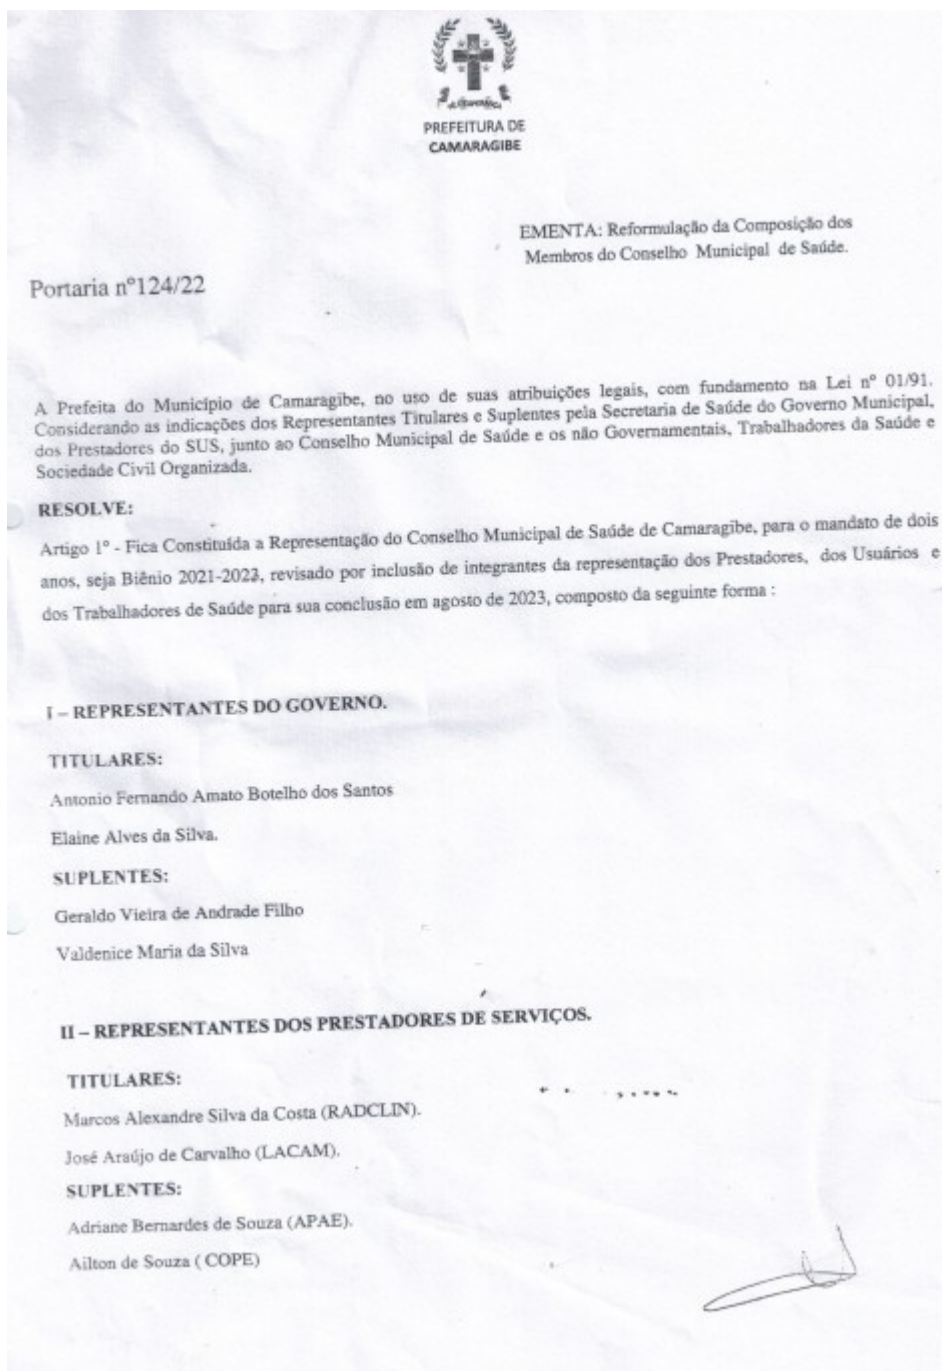 PREFEITURA DE
CAMARAGIBE
EMENTA: Reformulação da Composição dos
Membros do Conselho Municipal de Saúde.
Portaria nº124/22
A Prefeita do Município de Camaragibe, no uso de suas atribuições legais, com fundamento na Lei nº 01/91.
Considerando as indicações dos Representantes Titulares e Suplentes pela Secretaria de Saúde do Governo Municipal,
dos Prestadores do SUS, junto ao Conselho Municipal de Saúde e os não Governamentais, Trabalhadores da Saúde e
Sociedade Civil Organizada.
RESOLVE:
Artigo 1º - Fica Constituída a Representação do Conselho Municipal de Saúde de Camaragibe, para o mandato de dois
anos, seja Biênio 2021-2023, revisado por inclusão de integrantes da representação dos Prestadores, dos Usuários e
dos Trabalhadores de Saúde para sua conclusão em agosto de 2023, composto da seguinte forma :
I – REPRESENTANTES DO GOVERNO.
TITULARES:
Antonio Fernando Amato Botelho dos Santos
Elaine Alves da Silva.
SUPLENTES:
Geraldo Vieira de Andrade Filho
Valdenice Maria da Silva
II – REPRESENTANTES DOS PRESTADORES DE SERVIÇOS.
TITULARES:
Marcos Alexandre Silva da Costa (RADCLIN).
José Araújo de Carvalho (LACAM).
SUPLENTES:
Adriane Bernardes de Souza (APAE).
Ailton de Souza ( COPE)